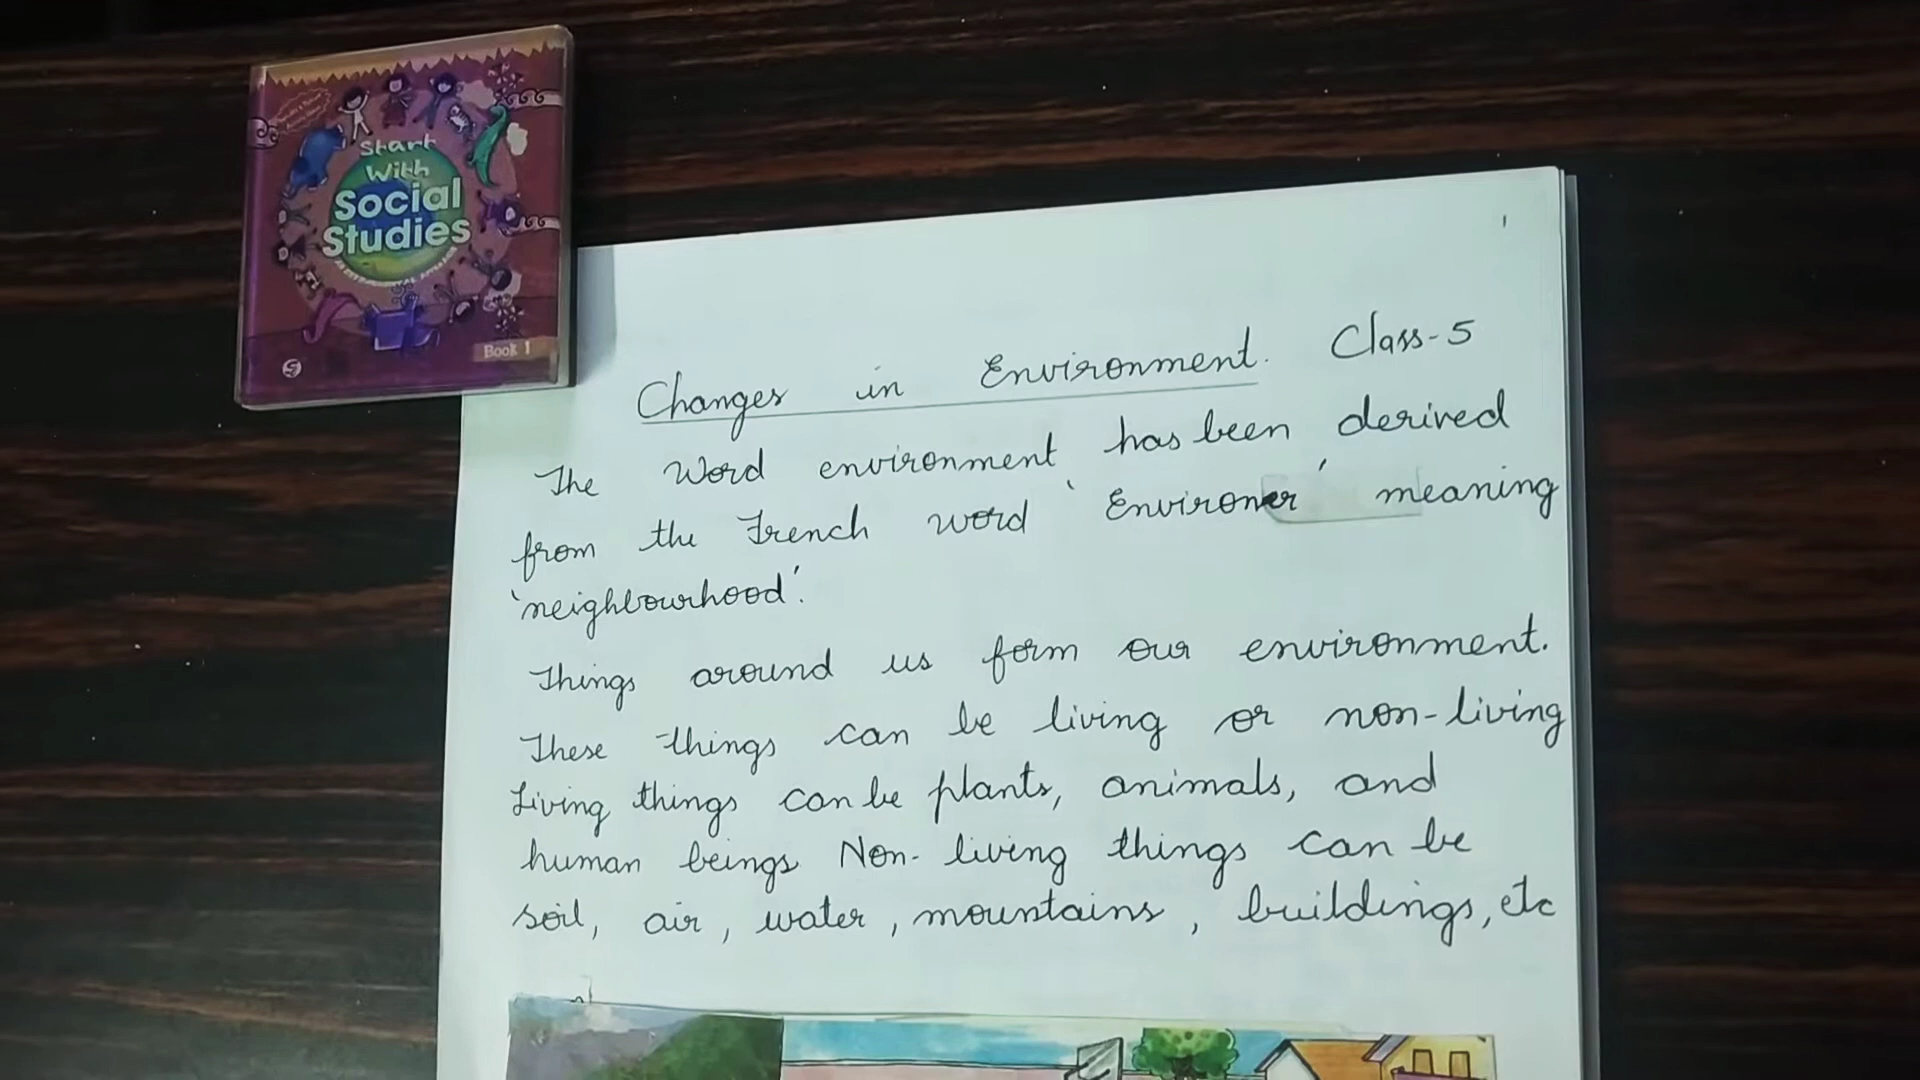 Start
With
Social
Studies
Book 1
1
Changes in Environment. Class-5
The Word environment has been derived
from the French word 'Environer' meaning
'neighbourhood'.
Things around us form our environment.
These things can be living or non-living
Living things can be plants, animals, and
human beings. Non-living things can be
soil, air, water, mountains, buildings, etc